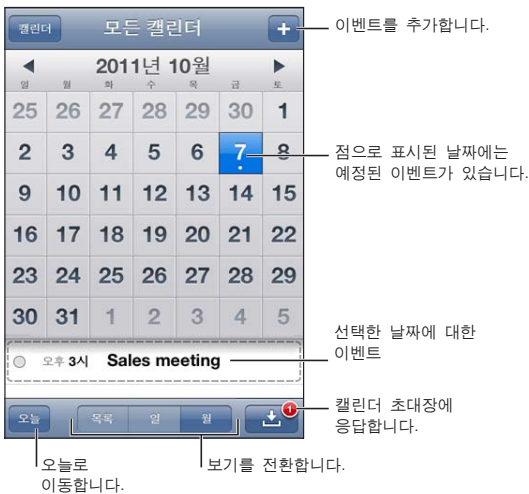 캘린더 모든 캘린더 +
이벤트를 추가합니다.
2011년 10월
일 월 화 수 목 금 토
25 26 27 28 29 30 1
2 3 4 5 6 7 8
점으로 표시된 날짜에는
예정된 이벤트가 있습니다.
9 10 11 12 13 14 15
16 17 18 19 20 21 22
23 24 25 26 27 28 29
30 31 1 2 3 4 5
선택한 날짜에 대한
이벤트
오후 3시 Sales meeting
캘린더 초대장에
응답합니다.
오늘 목록 일 월 1
오늘로
이동합니다.
보기를 전환합니다.